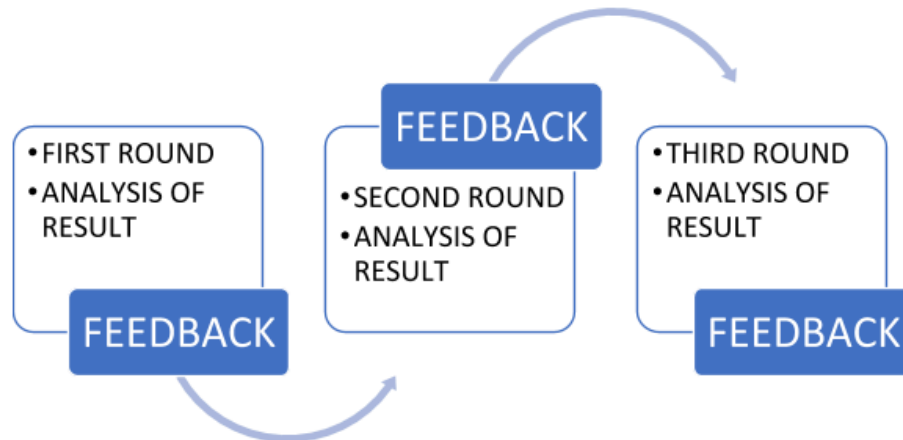 • FIRST ROUND
• ANALYSIS OF
RESULT
FEEDBACK
FEEDBACK
• SECOND ROUND
• ANALYSIS OF
RESULT
• THIRD ROUND
• ANALYSIS OF
RESULT
FEEDBACK